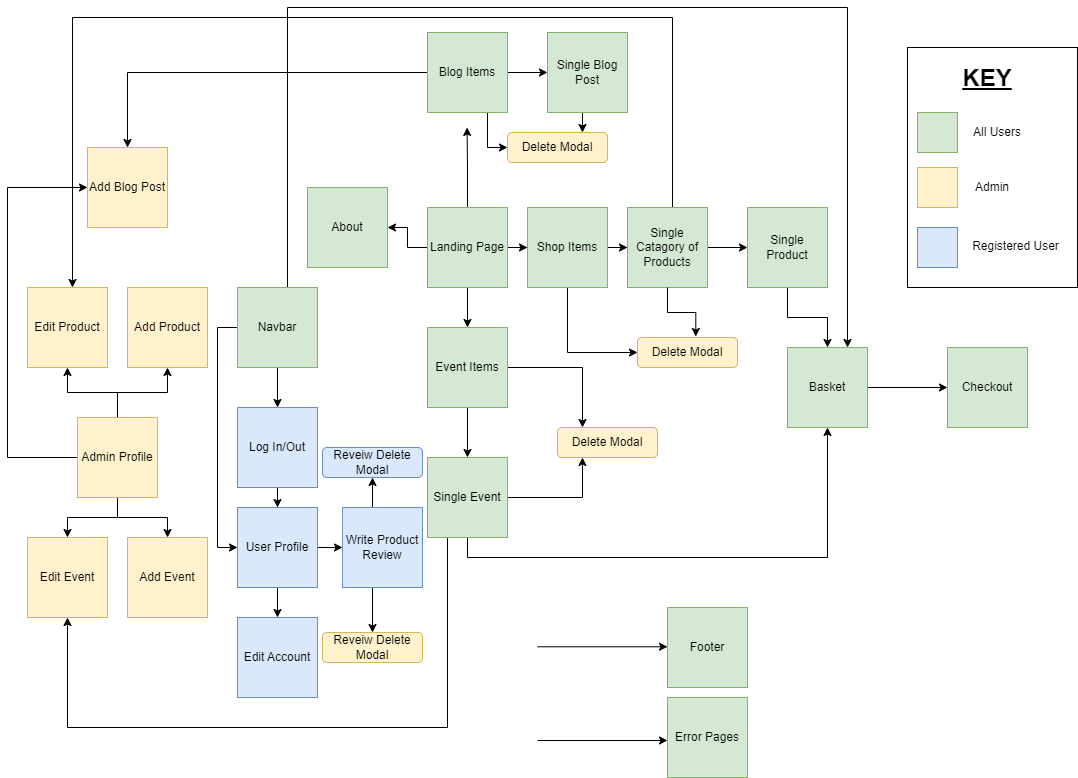 Blog Items
Single Blog
Post
KEY
All Users
Delete Modal
Add Blog Post
Admin
About
Landing Page
Shop Items
Single
Catagory of
Products
Single
Product
Registered User
Edit Product
Add Product
Navbar
Delete Modal
Event Items
Basket
Checkout
Admin Profile
Log In/Out
Reveiw Delete
Modal
Delete Modal
Single Event
User Profile
Write Product
Review
Edit Event
Add Event
Edit Account
Reveiw Delete
Modal
Footer
Error Pages